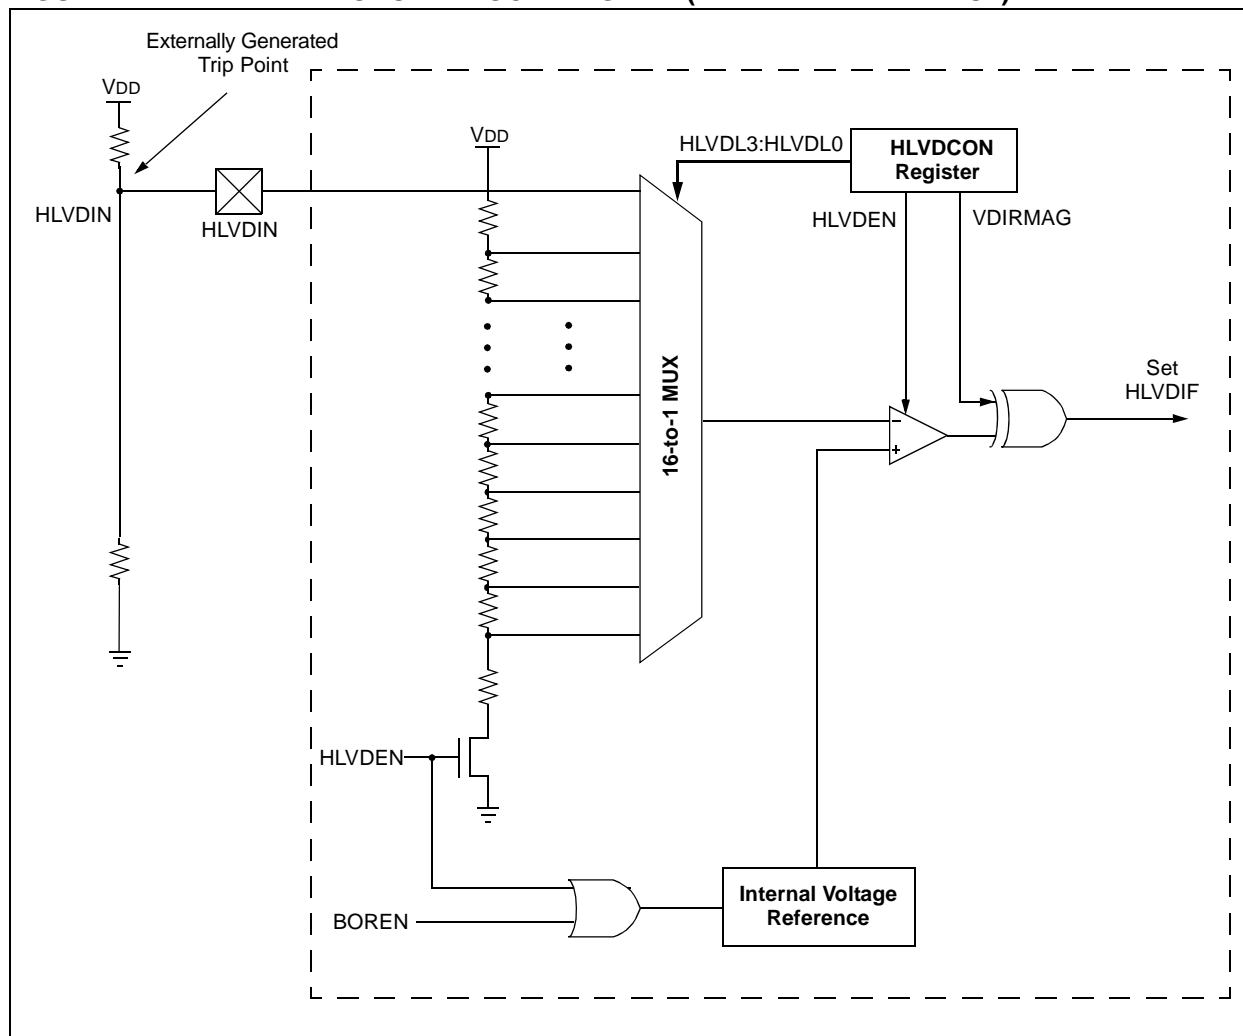 Externally Generated
Trip Point
VDD
VDD
HLVDL3:HLVDL0
HLVDCON
Register
HLVDIN
HLVDIN
HLVDEN
VDIRMAG
16-to-1 MUX
Set
HLVDIF
–
+
HLVDEN
BOREN
Internal Voltage
Reference